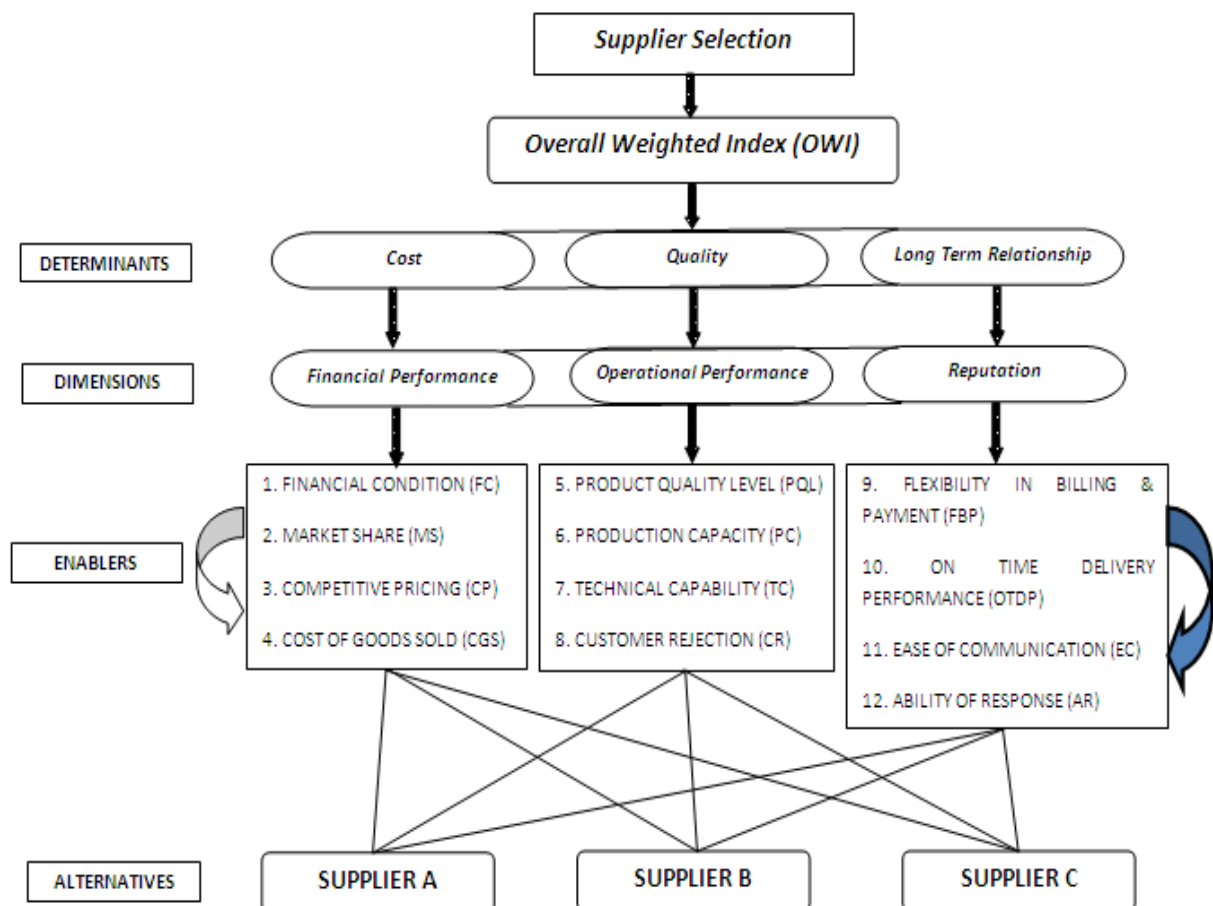 Supplier Selection
Overall Weighted Index (OWI)
DETERMINANTS
Cost
Quality
Long Term Relationship
DIMENSIONS
Financial Performance
Operational Performance
Reputation
ENABLERS
1. FINANCIAL CONDITION (FC)
2. MARKET SHARE (MS)
3. COMPETITIVE PRICING (CP)
4. COST OF GOODS SOLD (CGS)
5. PRODUCT QUALITY LEVEL (PQL)
6. PRODUCTION CAPACITY (PC)
7. TECHNICAL CAPABILITY (TC)
8. CUSTOMER REJECTION (CR)
9. FLEXIBILITY IN BILLING &
PAYMENT (FBP)
10. ON TIME DELIVERY
PERFORMANCE (OTDP)
11. EASE OF COMMUNICATION (EC)
12. ABILITY OF RESPONSE (AR)
ALTERNATIVES
SUPPLIER A
SUPPLIER B
SUPPLIER C